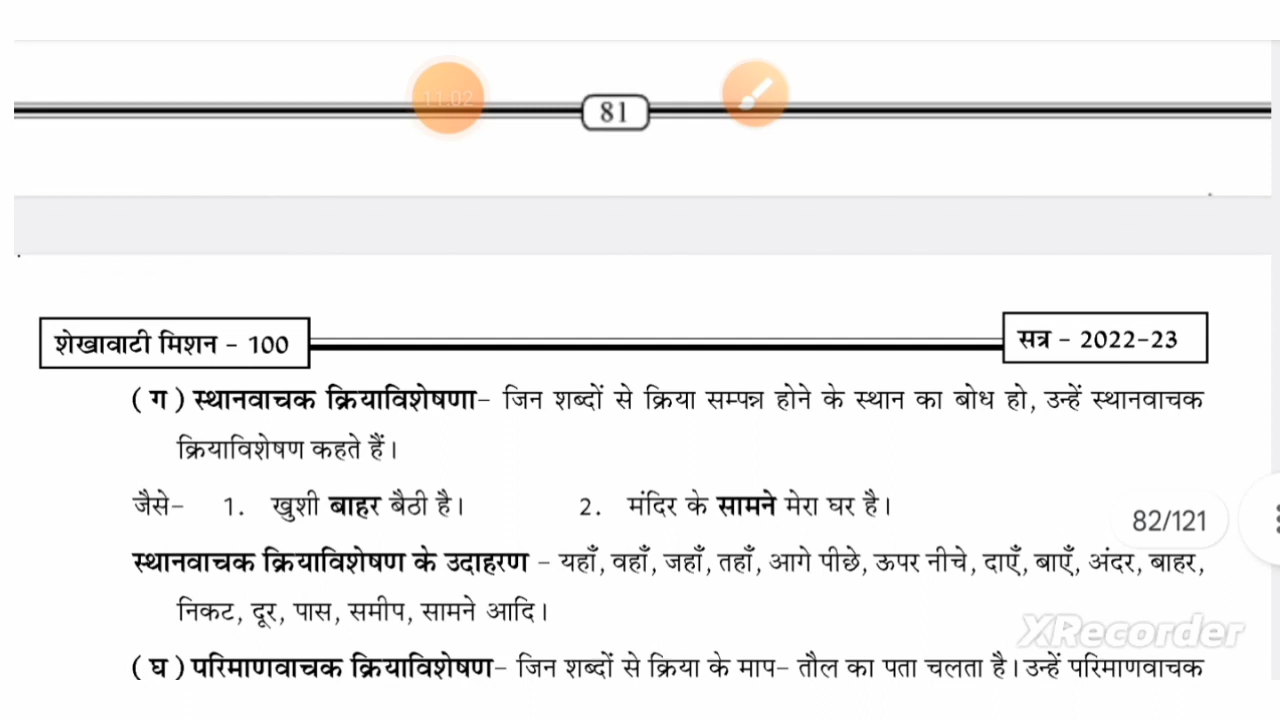 11:02
81
शेखावाटी मिशन - 100
सत्र - 2022-23
( ग ) स्थानवाचक क्रियाविशेषणा- जिन शब्दों से क्रिया सम्पन्न होने के स्थान का बोध हो, उन्हें स्थानवाचक
क्रियाविशेषण कहते हैं।
जैसे- 1. खुशी बाहर बैठी है। 2. मंदिर के सामने मेरा घर है।
82/121
स्थानवाचक क्रियाविशेषण के उदाहरण - यहाँ, वहाँ, जहाँ, तहाँ, आगे पीछे, ऊपर नीचे, दाएँ, बाएँ, अंदर, बाहर,
निकट, दूर, पास, समीप, सामने आदि।
XRecorder
( घ ) परिमाणवाचक क्रियाविशेषण- जिन शब्दों से क्रिया के माप- तौल का पता चलता है। उन्हें परिमाणवाचक